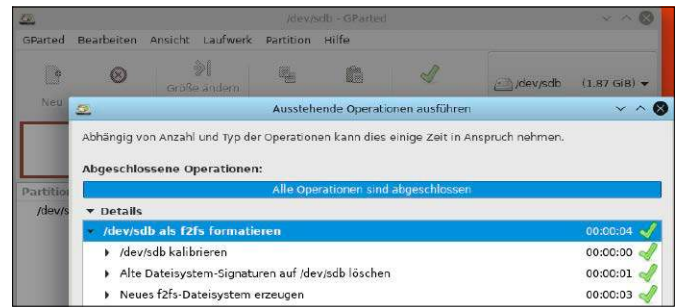 /dev/sdb - GParted
GParted Bearbeiten Ansicht Laufwerk Partition Hilfe
Neu Größe ändern /dev/sdb (1.87 GiB)
Ausstehende Operationen ausführen
Abhängig von Anzahl und Typ der Operationen kann dies einige Zeit in Anspruch nehmen.
Abgeschlossene Operationen:
Alle Operationen sind abgeschlossen
Partition
/dev/s
Details
/dev/sdb als f2fs formatieren 00:00:04
/dev/sdb kalibrieren 00:00:00
Alte Dateisystem-Signaturen auf /dev/sdb löschen 00:00:01
Neues f2fs-Dateisystem erzeugen 00:00:03